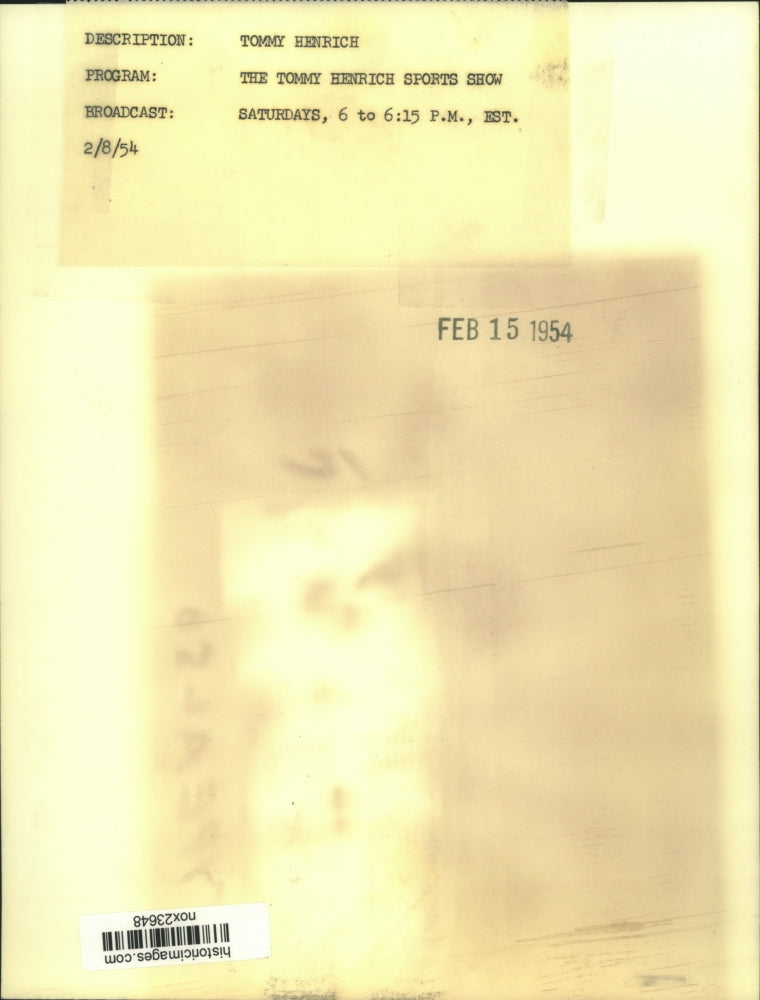 DESCRIPTION: TOMMY HENRICH
PROGRAM: THE TOMMY HENRICH SPORTS SHOW
BROADCAST: SATURDAYS, 6 to 6:15 P.M., EST.
2/8/54
FEB 15 1954
historicimages.com
nox23648